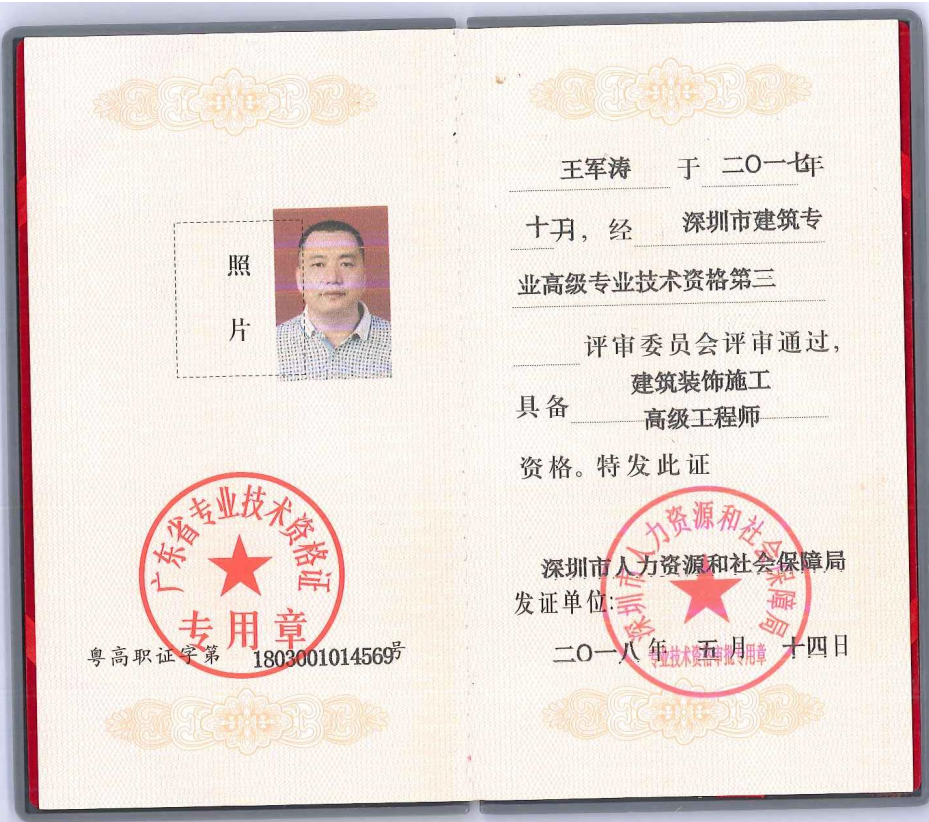 照
片
广东省专业技术资格证
专用章
粤高职证字第 1803001014569号
王军涛 于 二〇一七年
十月，经 深圳市建筑专
业高级专业技术资格第三
评审委员会评审通过，
具备 建筑装饰施工
高级工程师
资格。特发此证
深圳市人力资源和社会保障局
深圳市人力资源和社会保障局
发证单位：
二〇一八年 五月 十四日
专业技术资格审批专用章